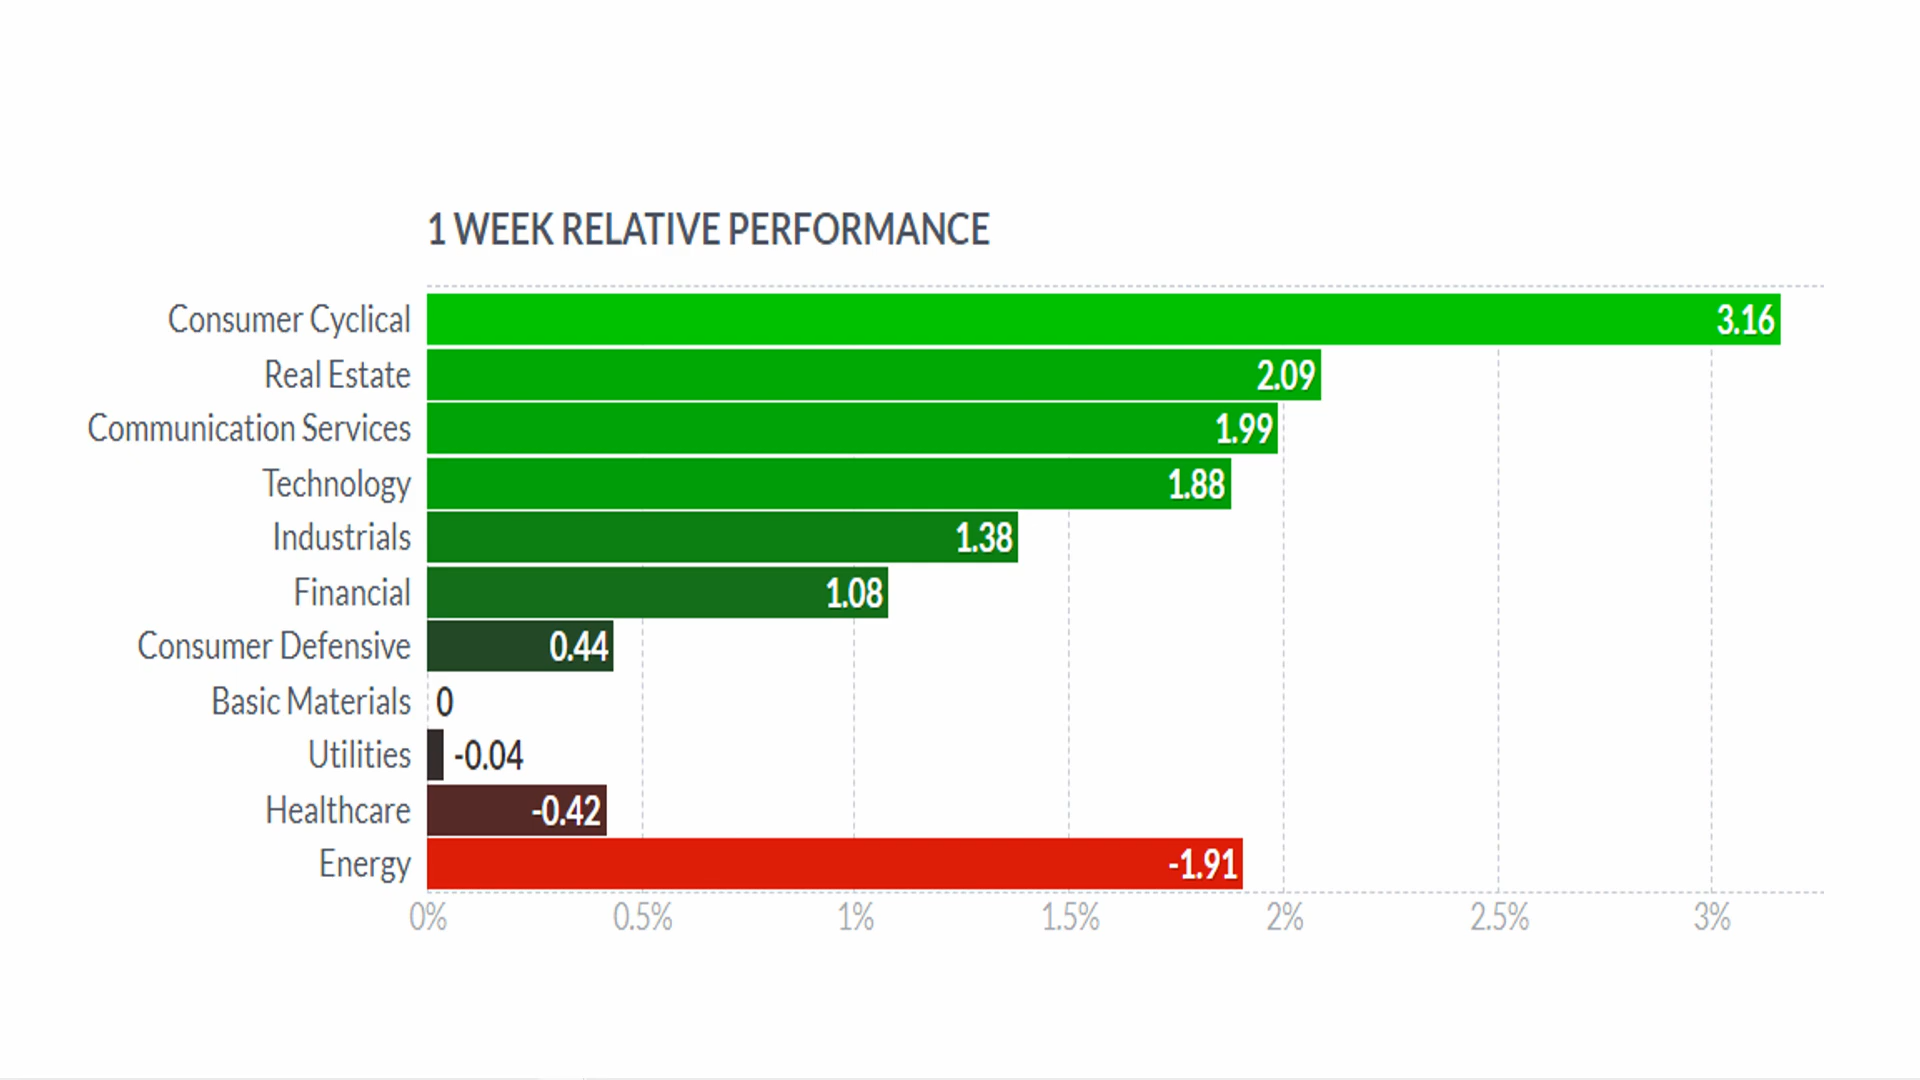 1 WEEK RELATIVE PERFORMANCE
Consumer Cyclical 3.16
Real Estate 2.09
Communication Services 1.99
Technology 1.88
Industrials 1.38
Financial 1.08
Consumer Defensive 0.44
Basic Materials 0
Utilities -0.04
Healthcare -0.42
Energy -1.91
0% 0.5% 1% 1.5% 2% 2.5% 3%